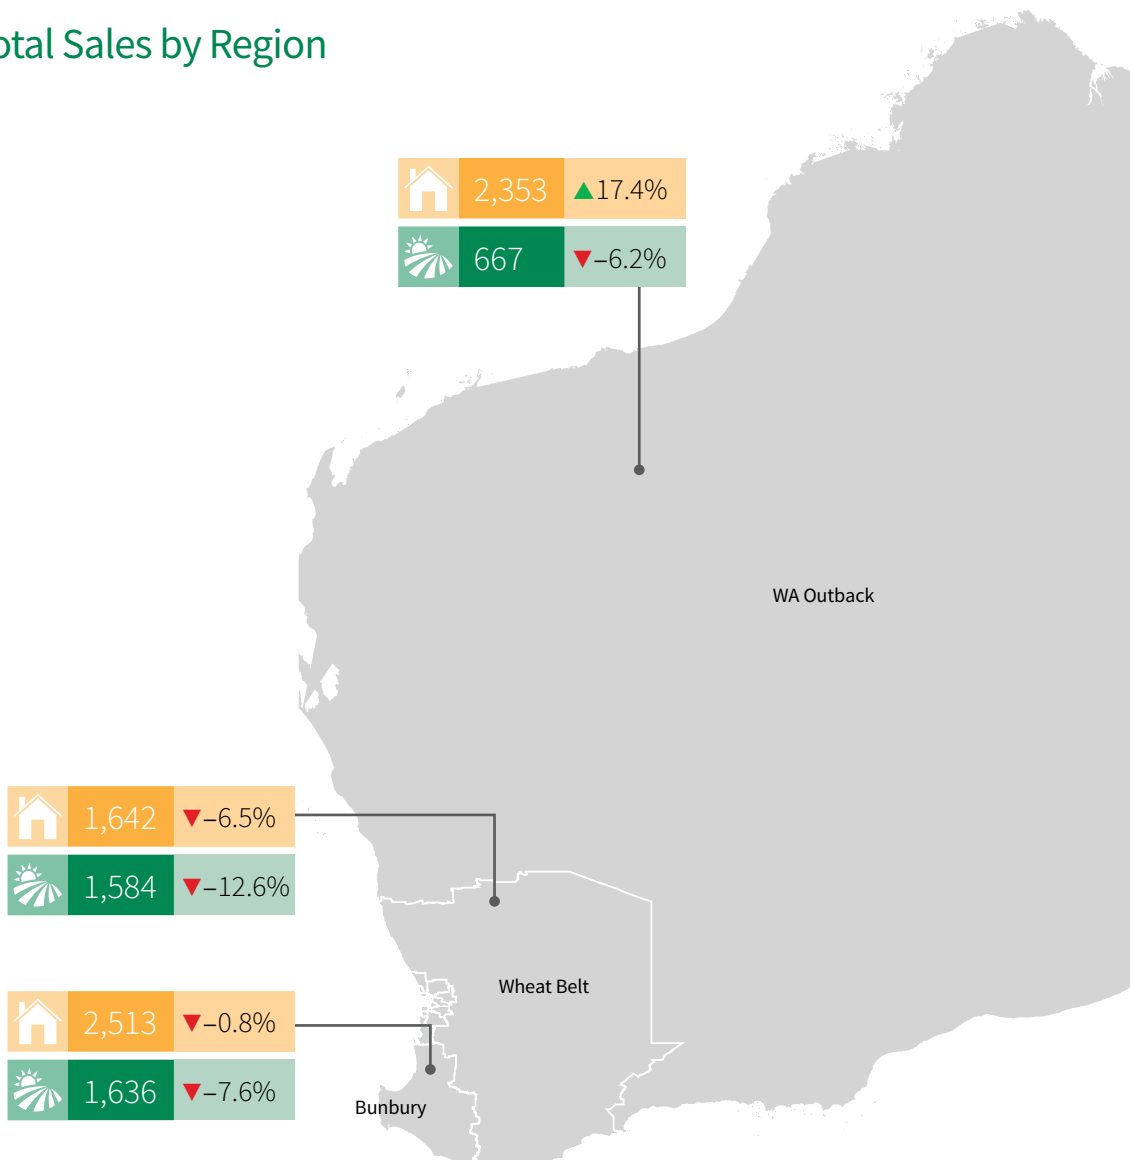 otal Sales by Region
2,353 ▲17.4%
667 ▼–6.2%
WA Outback
1,642 ▼–6.5%
1,584 ▼–12.6%
Wheat Belt
2,513 ▼–0.8%
1,636 ▼–7.6%
Bunbury